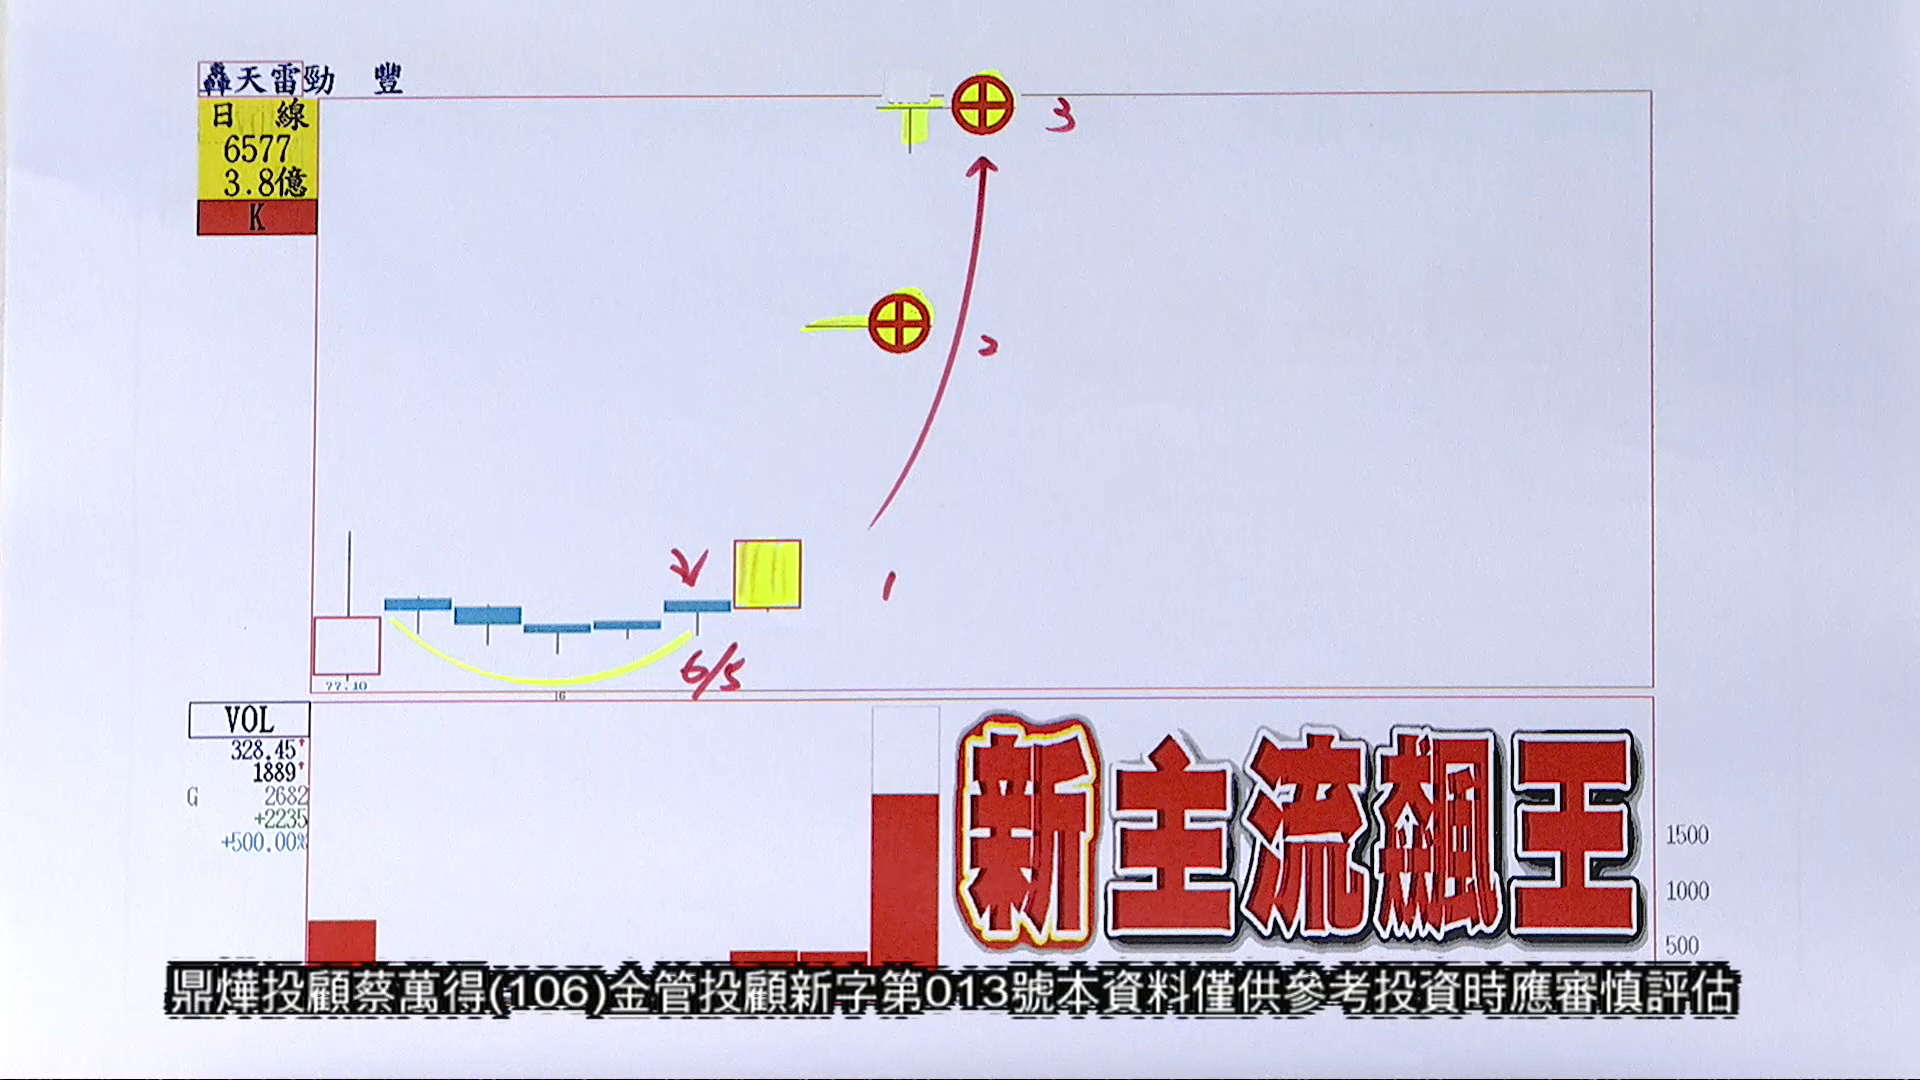 轟天雷勁 豐
日 線
6577
3.8億
K
3
2
1
6/5
77.10
6
VOL
328.45↑
1889↑
G 2682
+2235
+500.00%
新主流飆王
1500
1000
500
鼎燁投顧蔡萬得(106)金管投顧新字第013號本資料僅供參考投資時應審慎評估